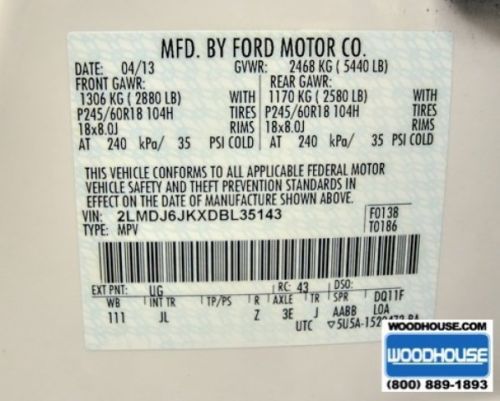 MFD. BY FORD MOTOR CO.
DATE: 04/13 GVWR: 2468 KG ( 5440 LB)
FRONT GAWR: REAR GAWR:
1306 KG (2880 LB) WITH 1170 KG ( 2580 LB) WITH
P245/60R18 104H TIRES P245/60R18 104H TIRES
18x8.0J RIMS 18x8.0J RIMS
AT 240 kPa/ 35 PSI COLD AT 240 kPa/ 35 PSI COLD
THIS VEHICLE CONFORMS TO ALL APPLICABLE FEDERAL MOTOR
VEHICLE SAFETY AND THEFT PREVENTION STANDARDS IN
EFFECT ON THE DATE OF MANUFACTURE SHOWN ABOVE.
VIN: 2LMDJ6JKXDBL35143 F0138
TYPE: MPV T0186
EXT PNT: UG RC: 43 DSO:
WB INT TR TP/PS R AXLE TR SPR DQ11F
111 JL Z 3E J AABB LOA
UTC
WOODHOUSE.COM
WOODHOUSE
(800) 889-1893